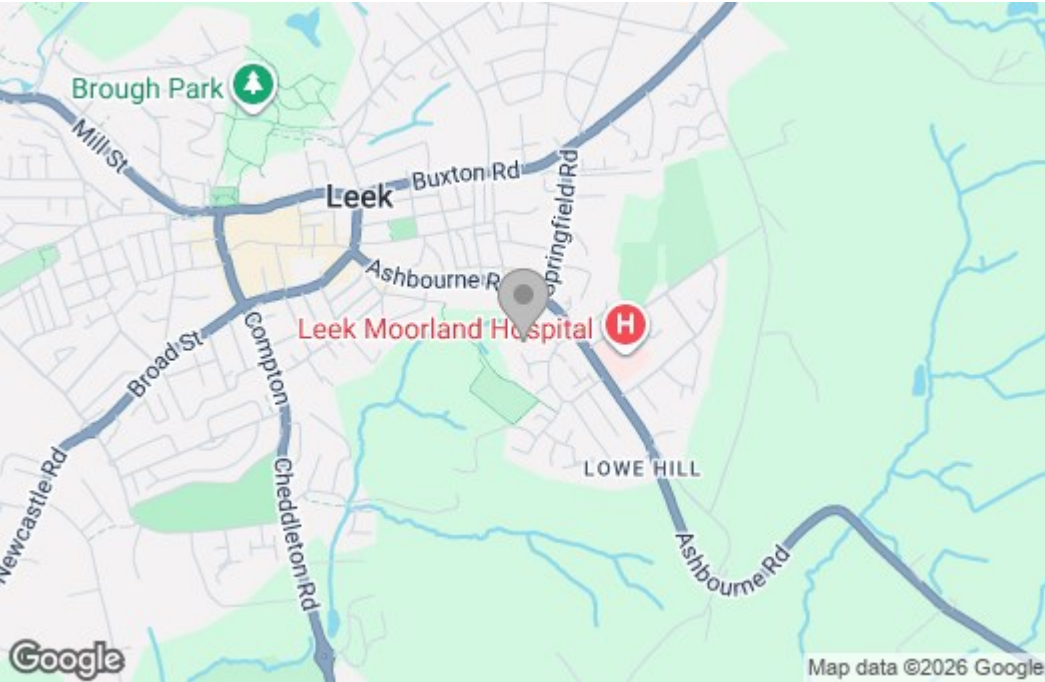 Brough Park
Mill St
Leek
Buxton Rd
Springfield Rd
Ashbourne R
Leek Moorland Hospital
H
Broad St
Compton
LOWE HILL
Newcastle Rd
Cheddleton Rd
Ashbourne Rd
Google
Map data ©2026 Google